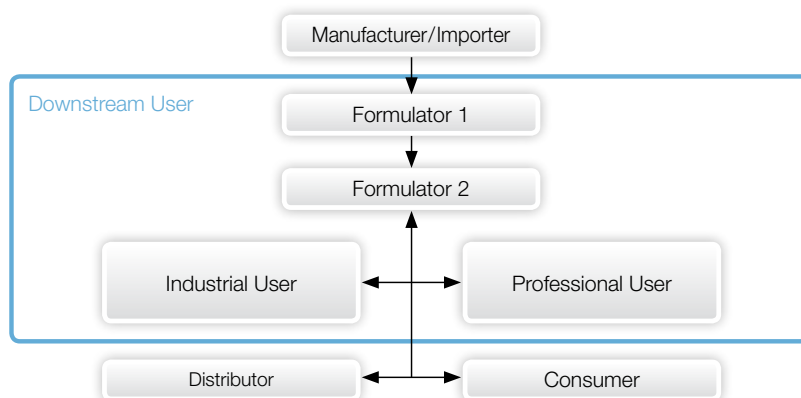 Manufacturer/Importer
Downstream User
Formulator 1
Formulator 2
Industrial User
Professional User
Distributor
Consumer